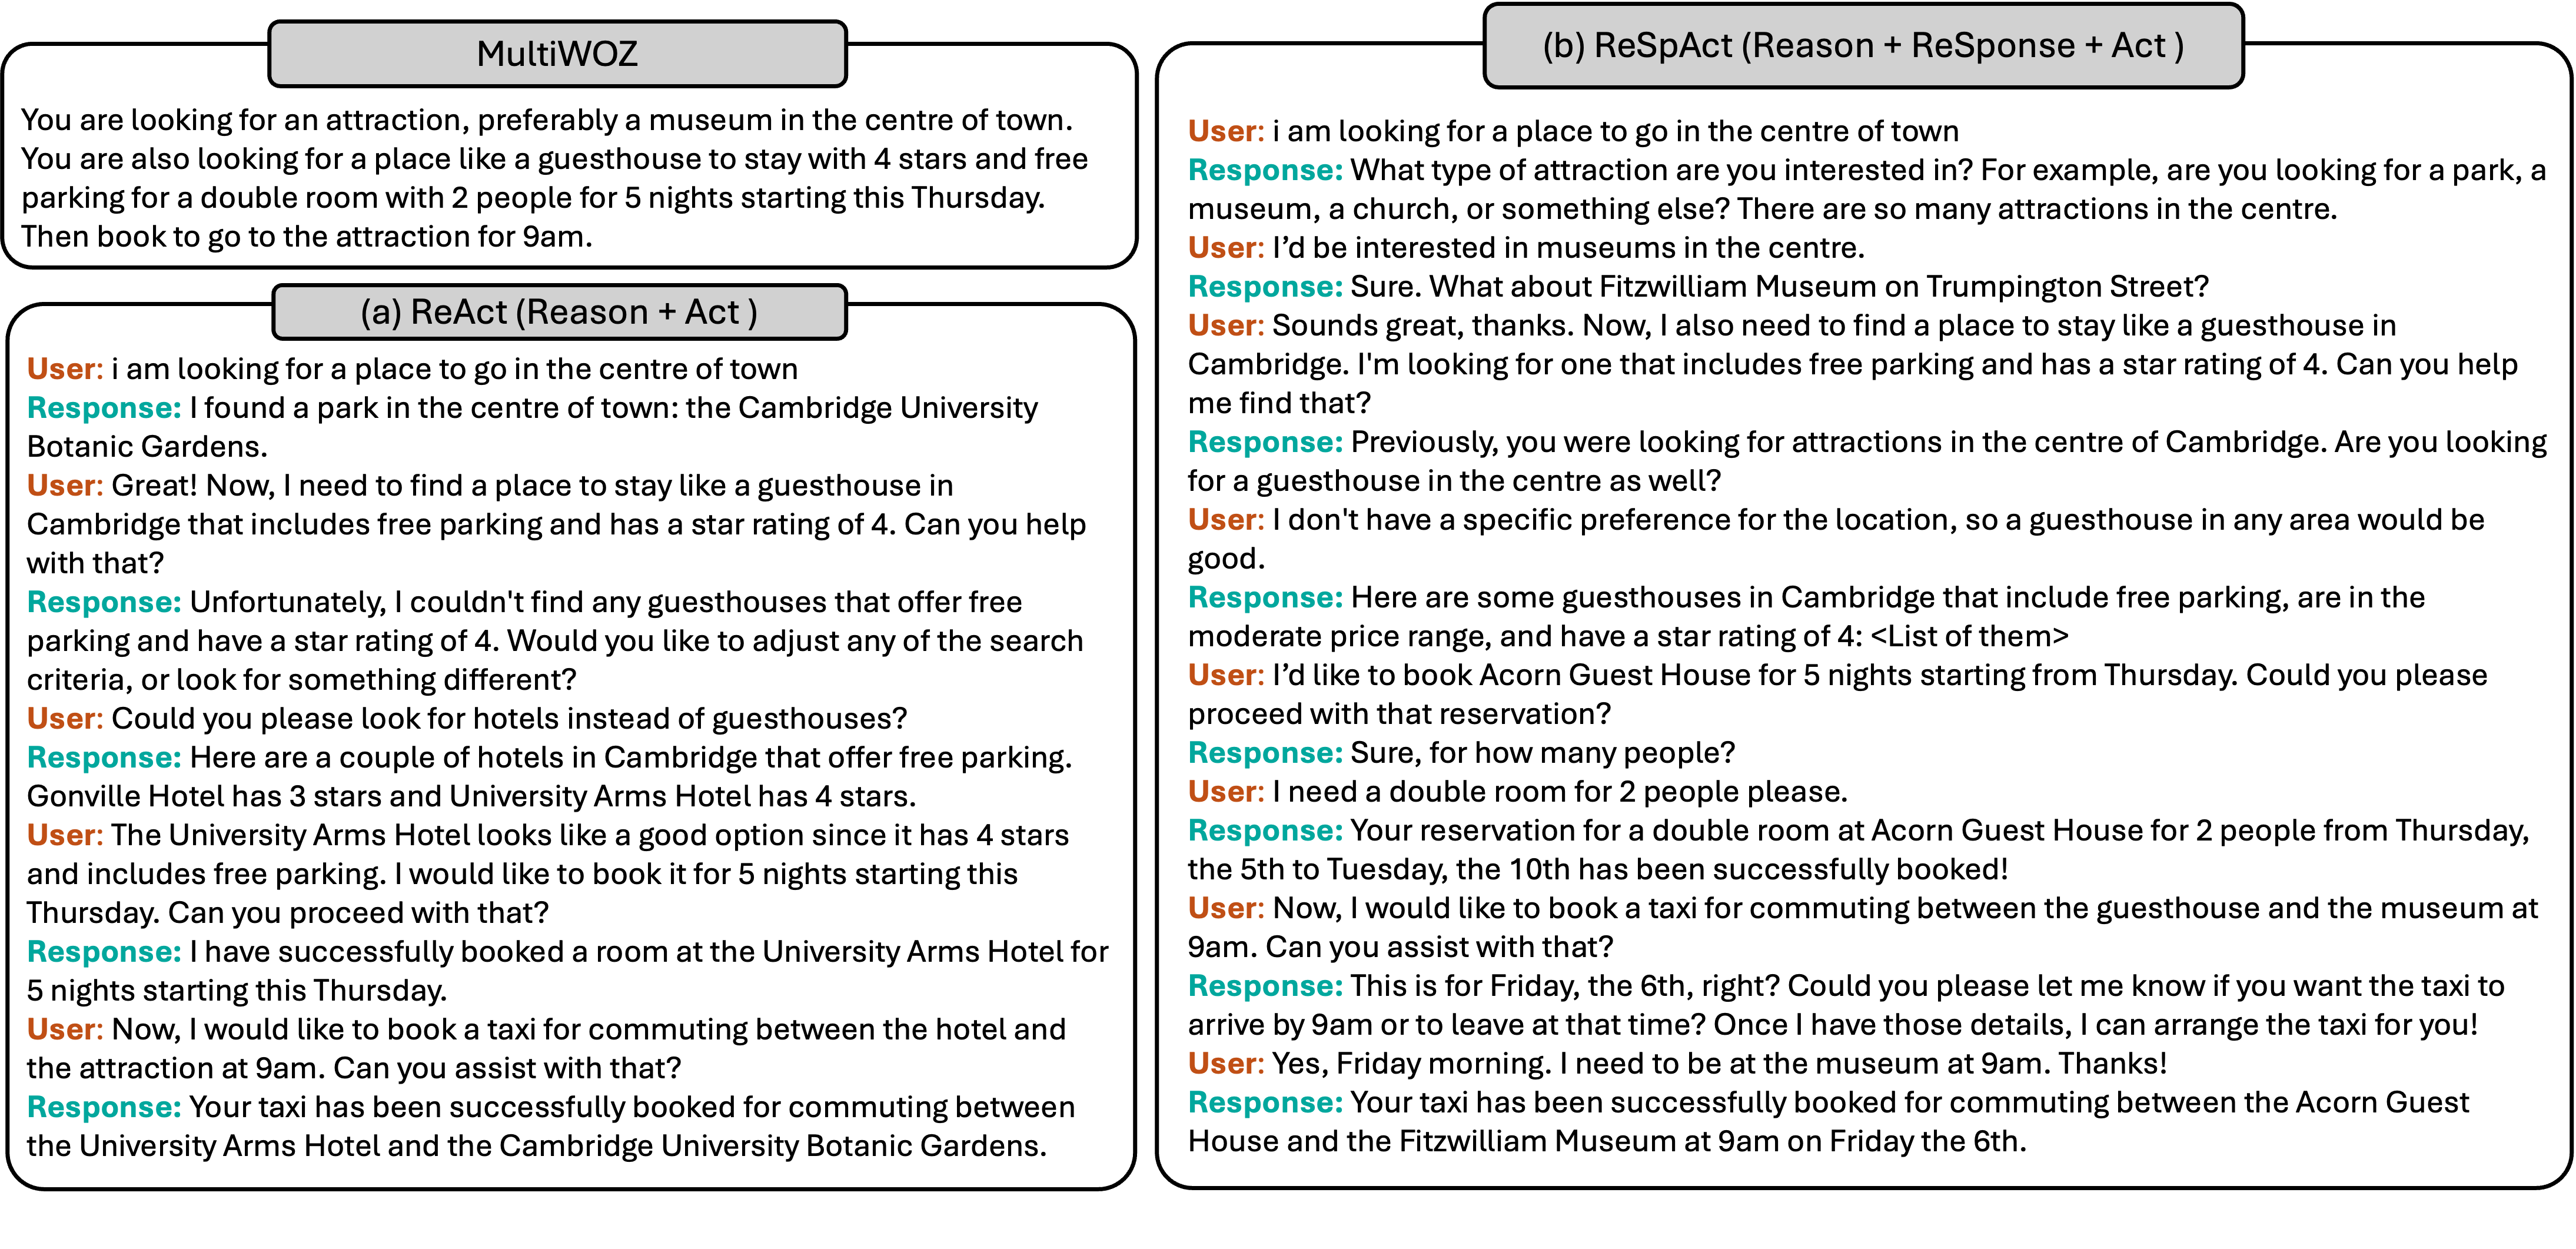 MultiWOZ
You are looking for an attraction, preferably a museum in the centre of town.
You are also looking for a place like a guesthouse to stay with 4 stars and free
parking for a double room with 2 people for 5 nights starting this Thursday.
Then book to go to the attraction for 9am.
(a) ReAct (Reason + Act )
User: i am looking for a place to go in the centre of town
Response: I found a park in the centre of town: the Cambridge University
Botanic Gardens.
User: Great! Now, I need to find a place to stay like a guesthouse in
Cambridge that includes free parking and has a star rating of 4. Can you help
with that?
Response: Unfortunately, I couldn't find any guesthouses that offer free
parking and have a star rating of 4. Would you like to adjust any of the search
criteria, or look for something different?
User: Could you please look for hotels instead of guesthouses?
Response: Here are a couple of hotels in Cambridge that offer free parking.
Gonville Hotel has 3 stars and University Arms Hotel has 4 stars.
User: The University Arms Hotel looks like a good option since it has 4 stars
and includes free parking. I would like to book it for 5 nights starting this
Thursday. Can you proceed with that?
Response: I have successfully booked a room at the University Arms Hotel for
5 nights starting this Thursday.
User: Now, I would like to book a taxi for commuting between the hotel and
the attraction at 9am. Can you assist with that?
Response: Your taxi has been successfully booked for commuting between
the University Arms Hotel and the Cambridge University Botanic Gardens.
(b) ReSpAct (Reason + ReSponse + Act )
User: i am looking for a place to go in the centre of town
Response: What type of attraction are you interested in? For example, are you looking for a park, a
museum, a church, or something else? There are so many attractions in the centre.
User: I’d be interested in museums in the centre.
Response: Sure. What about Fitzwilliam Museum on Trumpington Street?
User: Sounds great, thanks. Now, I also need to find a place to stay like a guesthouse in
Cambridge. I'm looking for one that includes free parking and has a star rating of 4. Can you help
me find that?
Response: Previously, you were looking for attractions in the centre of Cambridge. Are you looking
for a guesthouse in the centre as well?
User: I don't have a specific preference for the location, so a guesthouse in any area would be
good.
Response: Here are some guesthouses in Cambridge that include free parking, are in the
moderate price range, and have a star rating of 4: <List of them>
User: I’d like to book Acorn Guest House for 5 nights starting from Thursday. Could you please
proceed with that reservation?
Response: Sure, for how many people?
User: I need a double room for 2 people please.
Response: Your reservation for a double room at Acorn Guest House for 2 people from Thursday,
the 5th to Tuesday, the 10th has been successfully booked!
User: Now, I would like to book a taxi for commuting between the guesthouse and the museum at
9am. Can you assist with that?
Response: This is for Friday, the 6th, right? Could you please let me know if you want the taxi to
arrive by 9am or to leave at that time? Once I have those details, I can arrange the taxi for you!
User: Yes, Friday morning. I need to be at the museum at 9am. Thanks!
Response: Your taxi has been successfully booked for commuting between the Acorn Guest
House and the Fitzwilliam Museum at 9am on Friday the 6th.